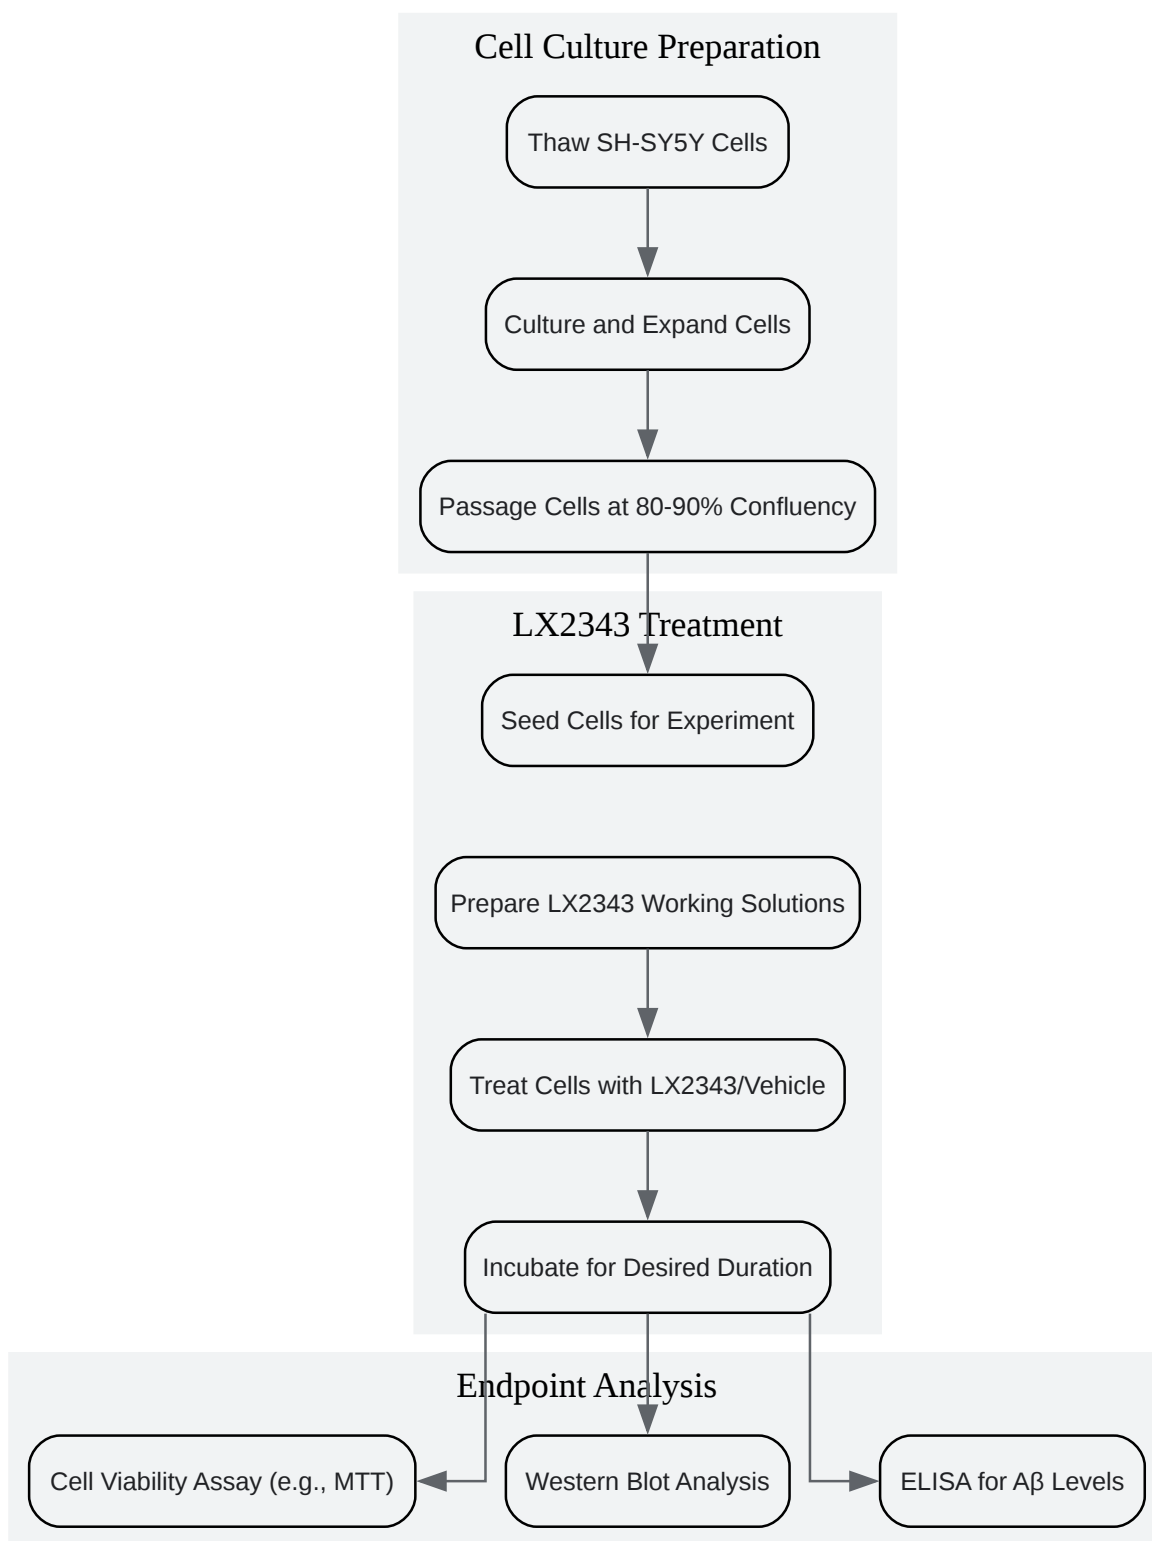 Cell Culture Preparation
Thaw SH-SY5Y Cells
Culture and Expand Cells
Passage Cells at 80-90% Confluency
LX2343 Treatment
Seed Cells for Experiment
Prepare LX2343 Working Solutions
Treat Cells with LX2343/Vehicle
Incubate for Desired Duration
Endpoint Analysis
Cell Viability Assay (e.g., MTT)
Western Blot Analysis
ELISA for Aβ Levels